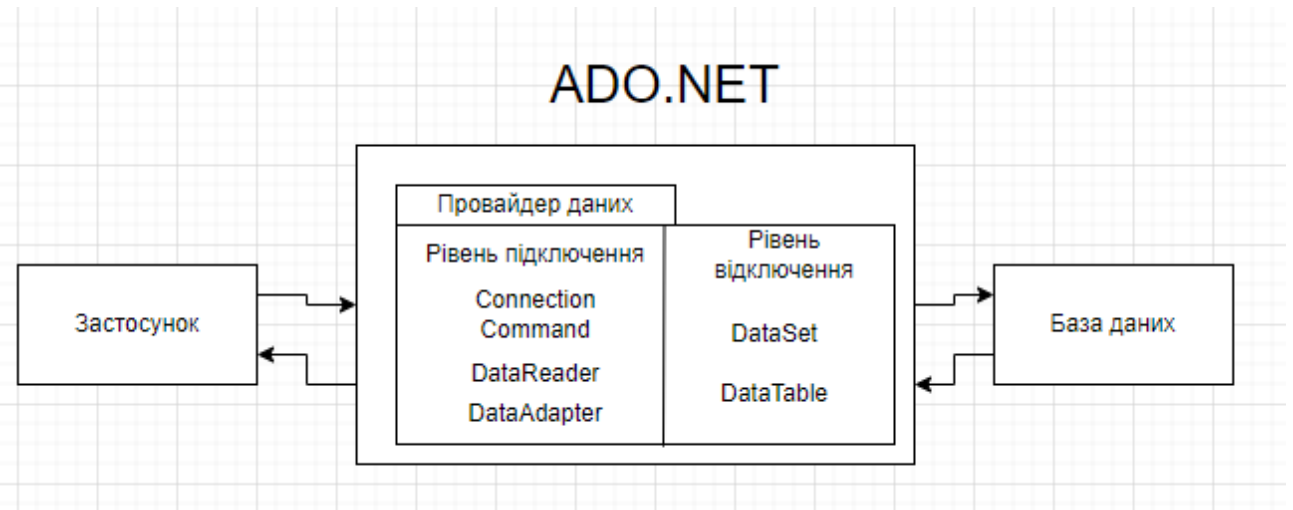 ADO.NET
Провайдер даних
Рівень підключення
Connection
Command
DataReader
DataAdapter
Рівень
відключення
DataSet
DataTable
Застосунок
База даних